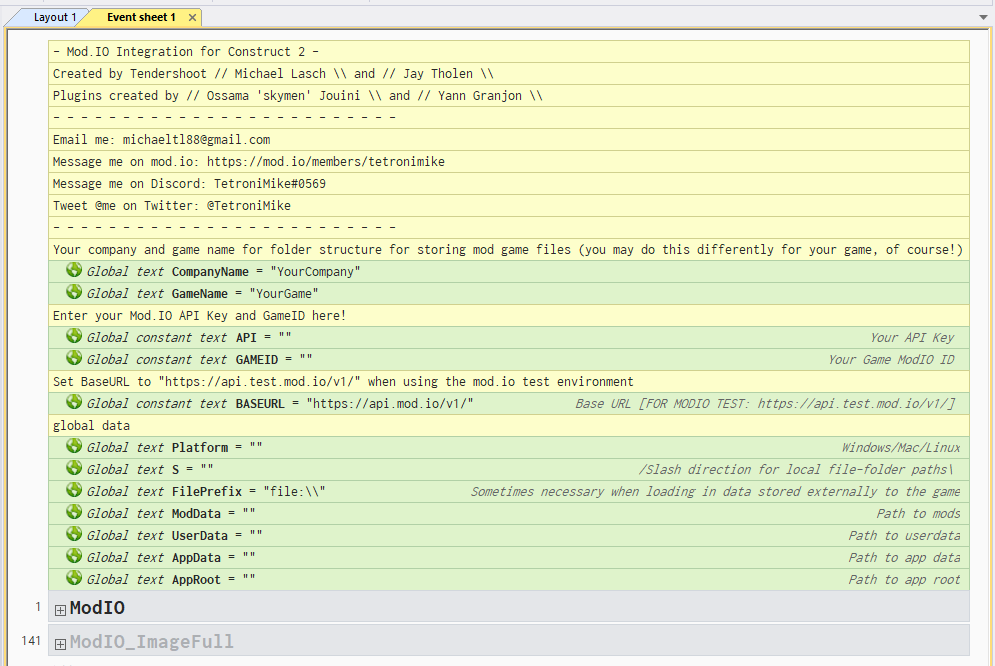 Layout 1
Event sheet 1
- Mod.IO Integration for Construct 2 -
Created by Tendershoot // Michael Lasch \\ and // Jay Tholen \\
Plugins created by // Ossama 'skymen' Jouini \\ and // Yann Granjon \\
- - - - - - - - - - - - - - - - - - - - - - - - -
Email me: michaeltl88@gmail.com
Message me on mod.io: https://mod.io/members/tetronimike
Message me on Discord: TetroniMike#0569
Tweet @me on Twitter: @TetroniMike
- - - - - - - - - - - - - - - - - - - - - - - - -
Your company and game name for folder structure for storing mod game files (you may do this differently for your game, of course!)
Global text CompanyName = "YourCompany"
Global text GameName = "YourGame"
Enter your Mod.IO API Key and GameID here!
Global constant text API = "" Your API Key
Global constant text GAMEID = "" Your Game ModIO ID
Set BaseURL to "https://api.test.mod.io/v1/" when using the mod.io test environment
Global constant text BASEURL = "https://api.mod.io/v1/" Base URL [FOR MODIO TEST: https://api.test.mod.io/v1/]
global data
Global text Platform = "" Windows/Mac/Linux
Global text S = "" /Slash direction for local file-folder paths\
Global text FilePrefix = "file:\\" Sometimes necessary when loading in data stored externally to the game
Global text ModData = "" Path to mods
Global text UserData = "" Path to userdata
Global text AppData = "" Path to app data
Global text AppRoot = "" Path to app root
1 ModIO
141 ModIO_ImageFull